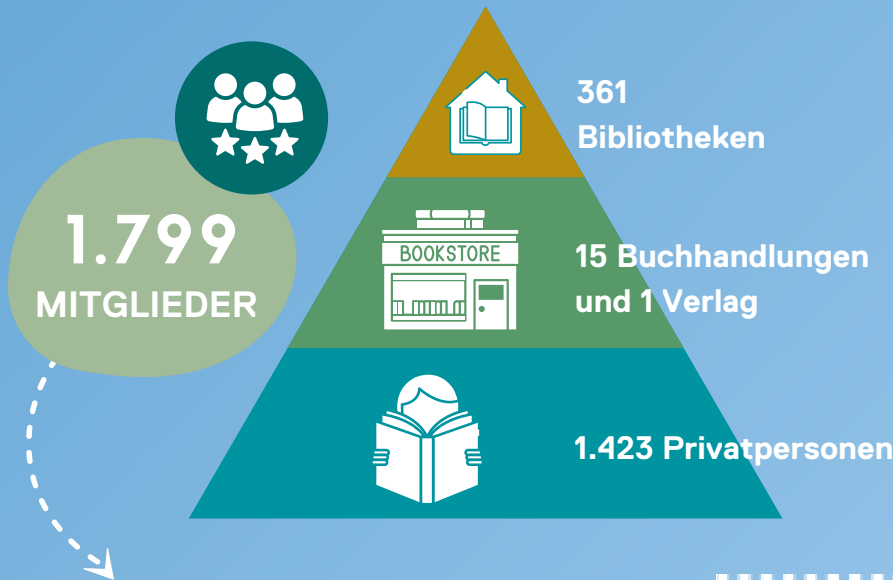 1.799
MITGLIEDER
361
Bibliotheken
BOOKSTORE
15 Buchhandlungen
und 1 Verlag
1.423 Privatpersonen